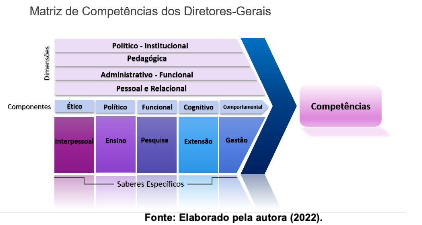 Matriz de Competências dos Diretores-Gerais
Dimensões
Político - Institucional
Pedagógica
Administrativo - Funcional
Pessoal e Relacional
Componentes
Ético
Político
Funcional
Cognitivo
Comportamental
Competências
Interpessoal
Ensino
Pesquisa
Extensão
Gastão
Saberes Específicos
Fonte: Elaborado pela autora (2022).